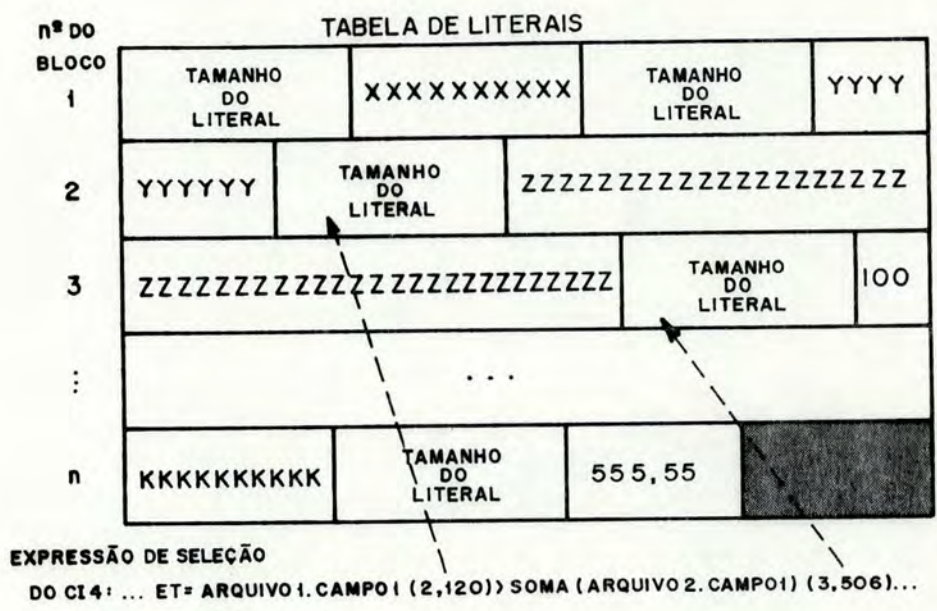 TABELA DE LITERAIS
nº DO
BLOCO
1
TAMANHO
DO
LITERAL
XXXXXXXXXX
TAMANHO
DO
LITERAL
YYYY
2
YYYYYY
TAMANHO
DO
LITERAL
ZZZZZZZZZZZZZZZZZZZZ
3
ZZZZZZZZZZZZZZZZZZZZZZZZZ
TAMANHO
DO
LITERAL
100
...
n
KKKKKKKKKK
TAMANHO
DO
LITERAL
555,55
EXPRESSÃO DE SELEÇÃO
DO CI4: ... ET= ARQUIVO1.CAMPO1 (2,120)) SOMA (ARQUIVO2.CAMPO1) (3,506)...